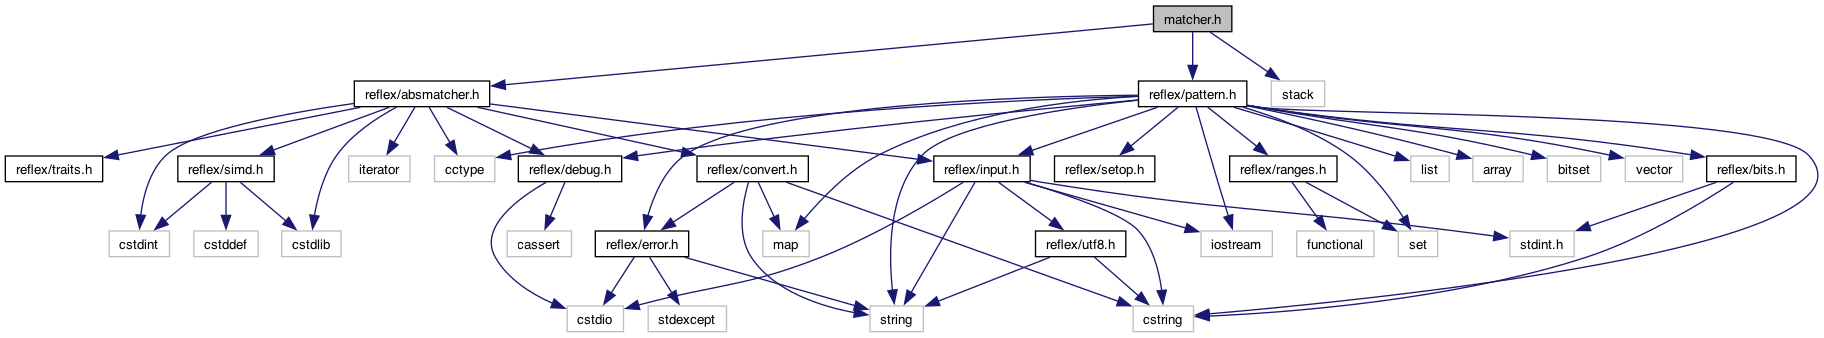 matcher.h
reflex/absmatcher.h
reflex/pattern.h
stack
reflex/traits.h
reflex/simd.h
iterator
cctype
reflex/debug.h
reflex/convert.h
reflex/input.h
reflex/setop.h
reflex/ranges.h
list
array
bitset
vector
reflex/bits.h
cstdint
cstddef
cstdlib
cassert
reflex/error.h
map
reflex/utf8.h
iostream
functional
set
stdint.h
cstdio
stdexcept
string
cstring